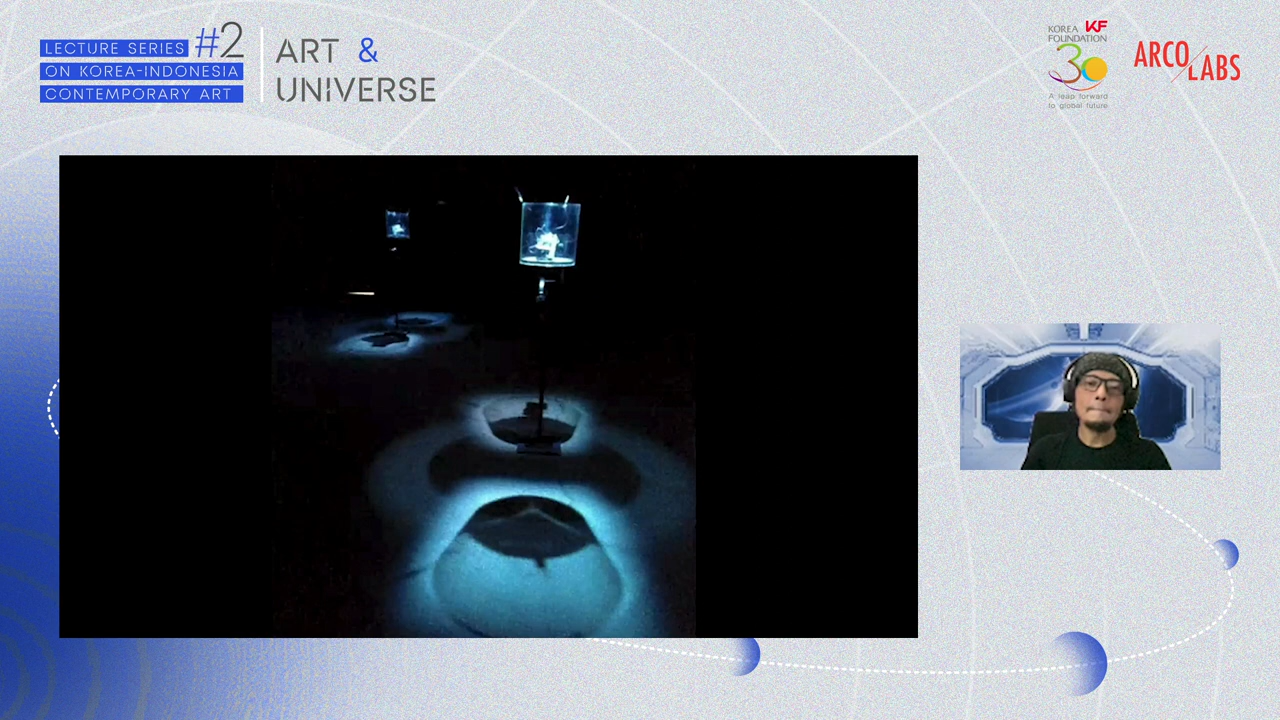 LECTURE SERIES #2
ON KOREA-INDONESIA
CONTEMPORARY ART
ART &
UNIVERSE
KOREA KF
FOUNDATION
30
A leap forward
to global future
ARCO LABS